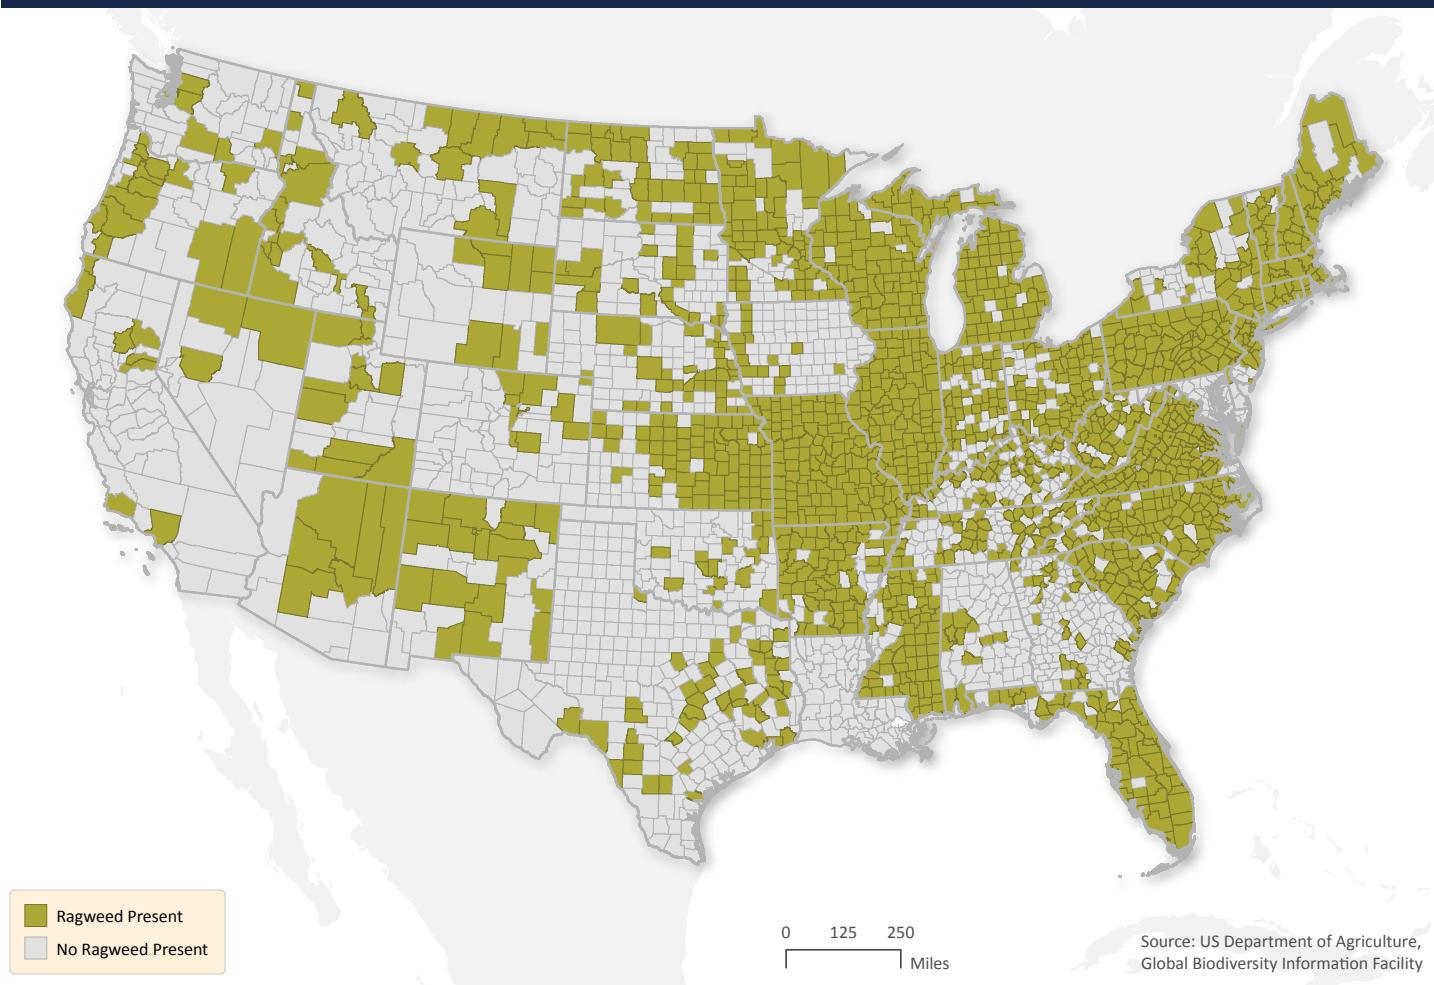 Ragweed Present
No Ragweed Present
0 125 250
Miles
Source: US Department of Agriculture,
Global Biodiversity Information Facility